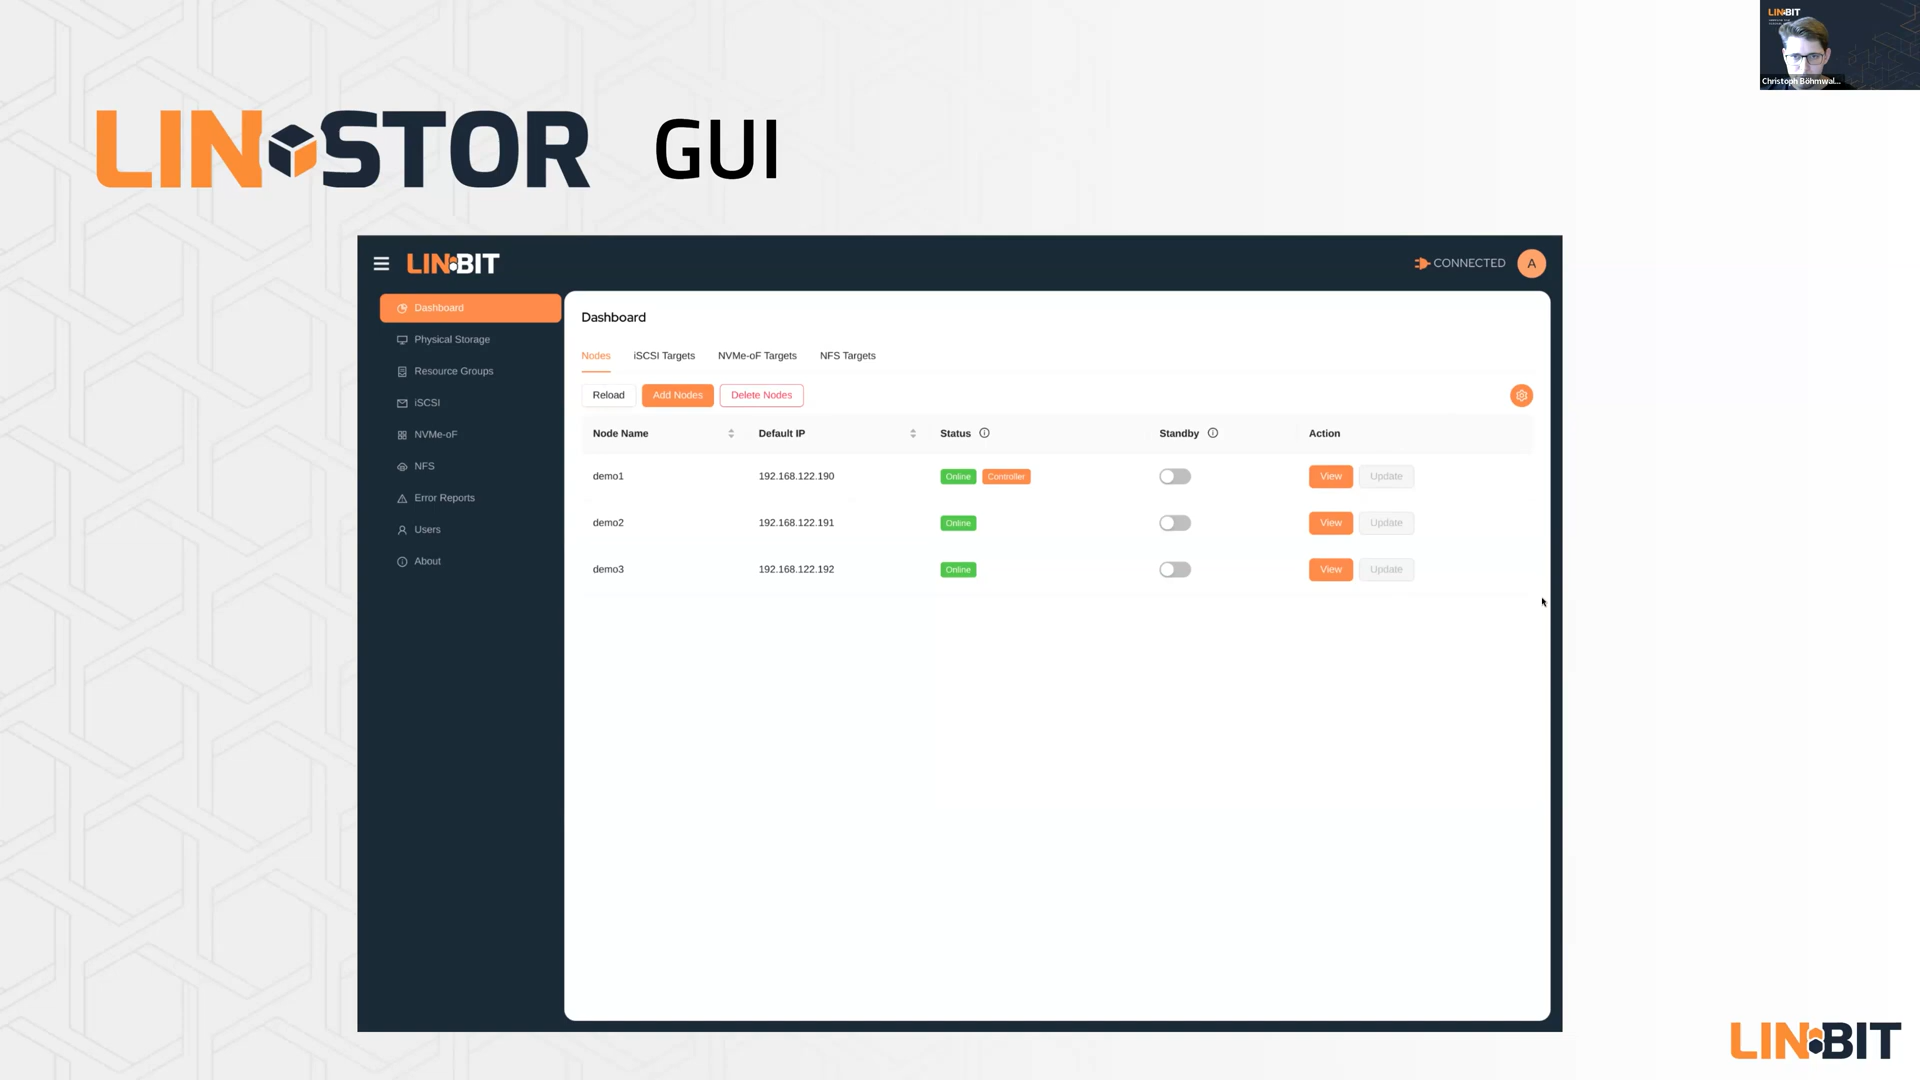 LINBIT
Christoph Böhmwal...
LINSTOR GUI
LINBIT
CONNECTED
A
Dashboard
Physical Storage
Resource Groups
iSCSI
NVMe-oF
NFS
Error Reports
Users
About
Dashboard
Nodes iSCSI Targets NVMe-oF Targets NFS Targets
Reload Add Nodes Delete Nodes
Node Name Default IP Status Standby Action
demo1 192.168.122.190 Online Controller View Update
demo2 192.168.122.191 Online View Update
demo3 192.168.122.192 Online View Update
LINBIT